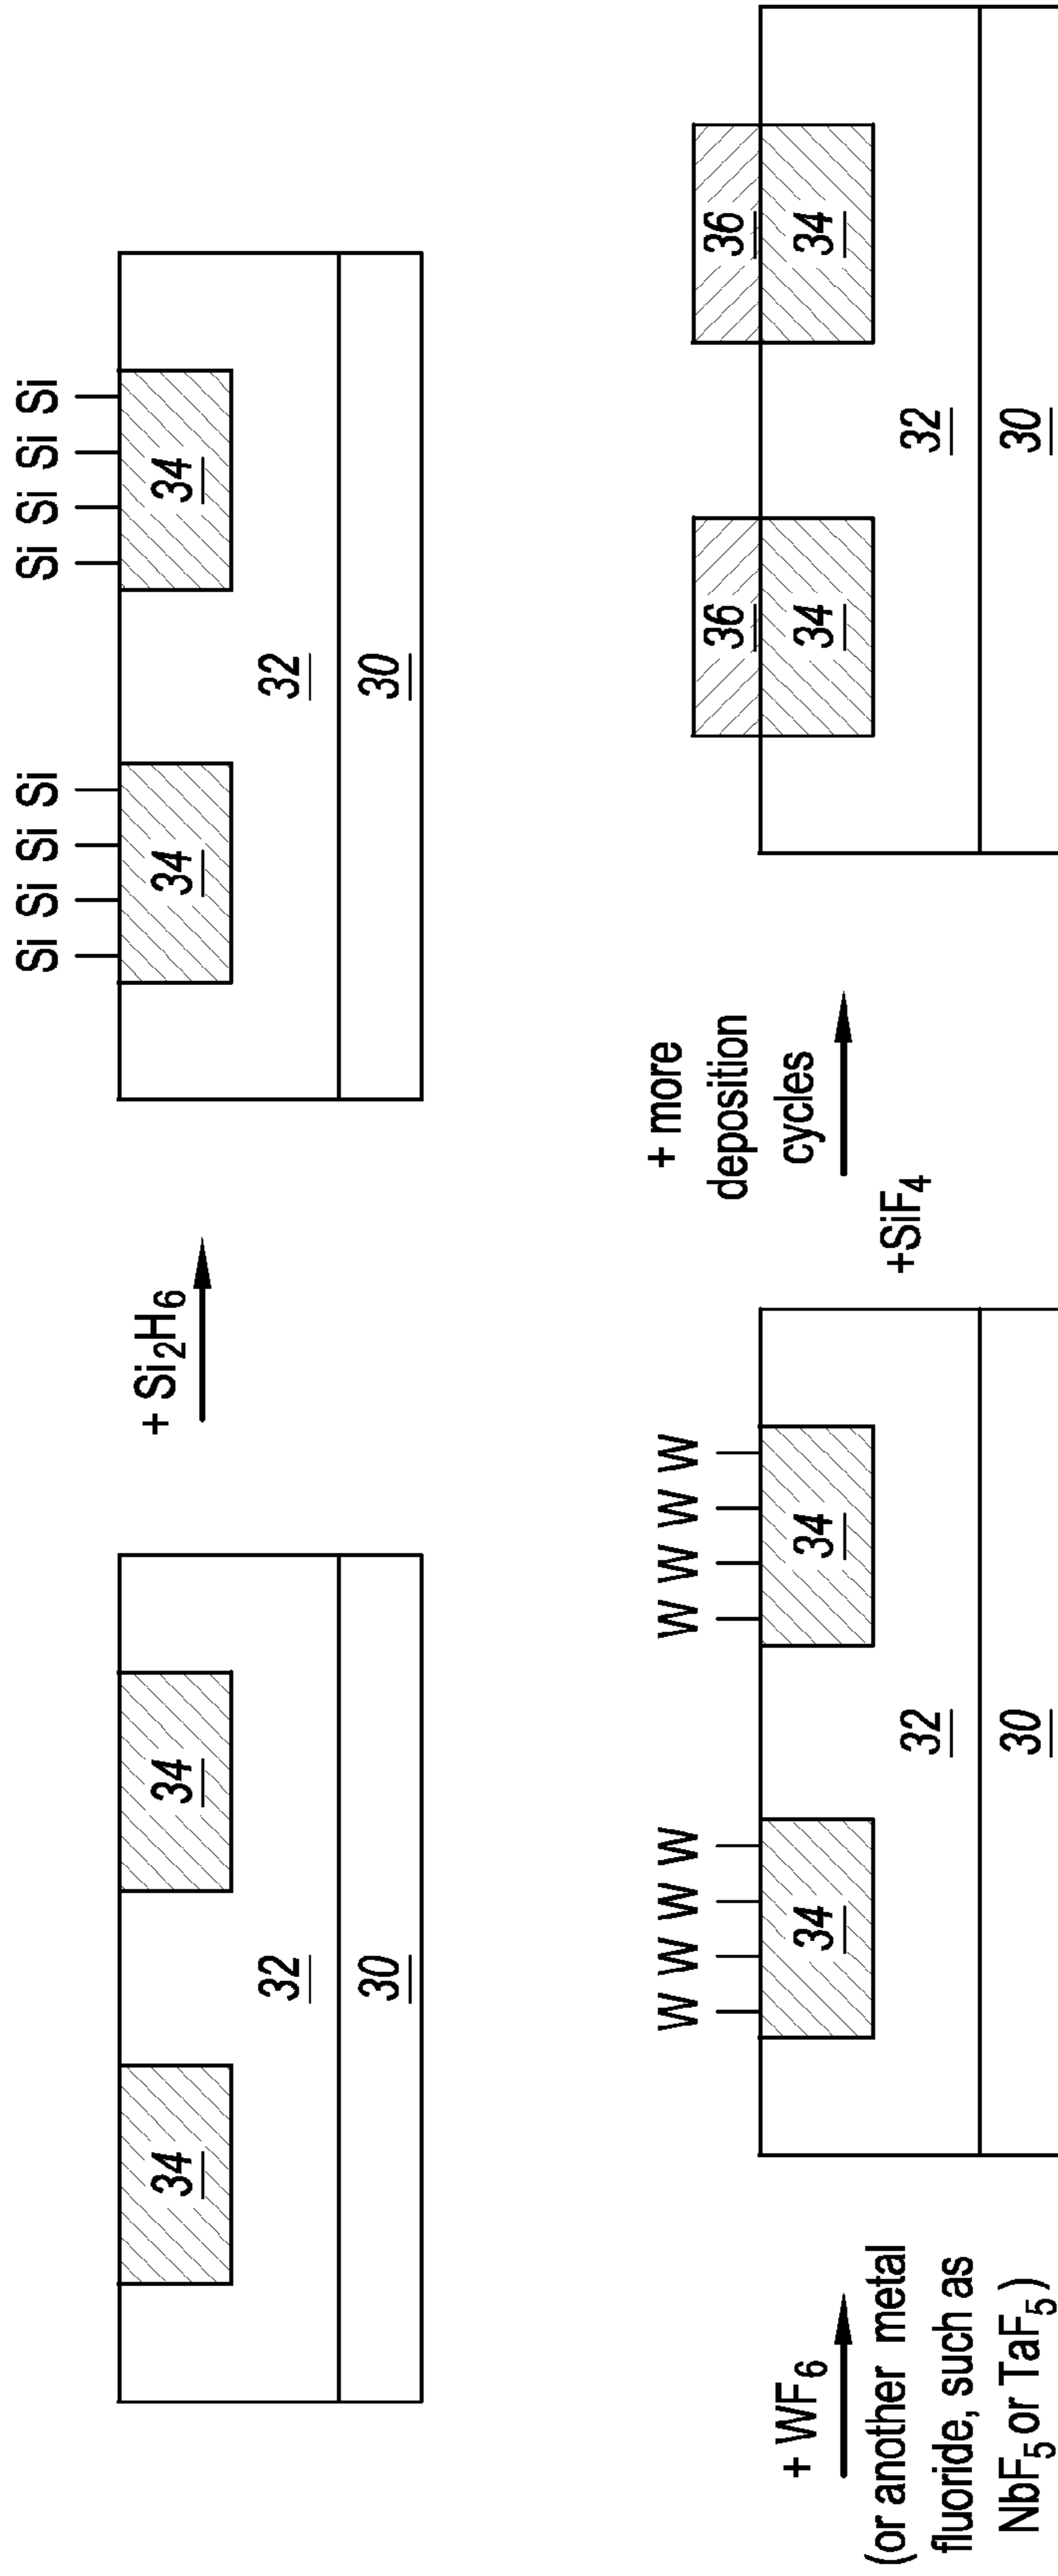 34 34
32
30
+ Si₂H₆
Si Si Si Si Si Si Si Si
34 34
32
30
+ WF₆
(or another metal
fluoride, such as
NbF₅ or TaF₅)
W W W W W W W W
34 34
32
30
+ more
deposition
cycles
+SiF₄
36 36
34 34
32
30